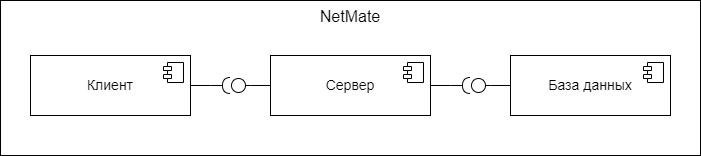 NetMate
Клиент
Сервер
База данных